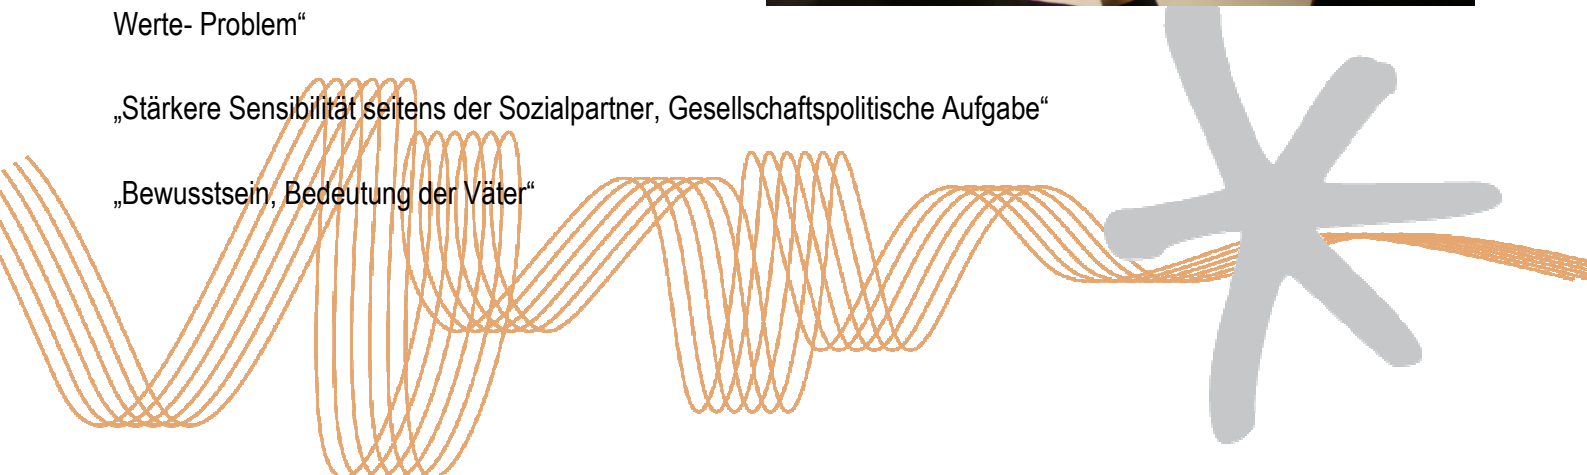 Werte- Problem“
„Stärkere Sensibilität seitens der Sozialpartner, Gesellschaftspolitische Aufgabe“
„Bewusstsein, Bedeutung der Väter“